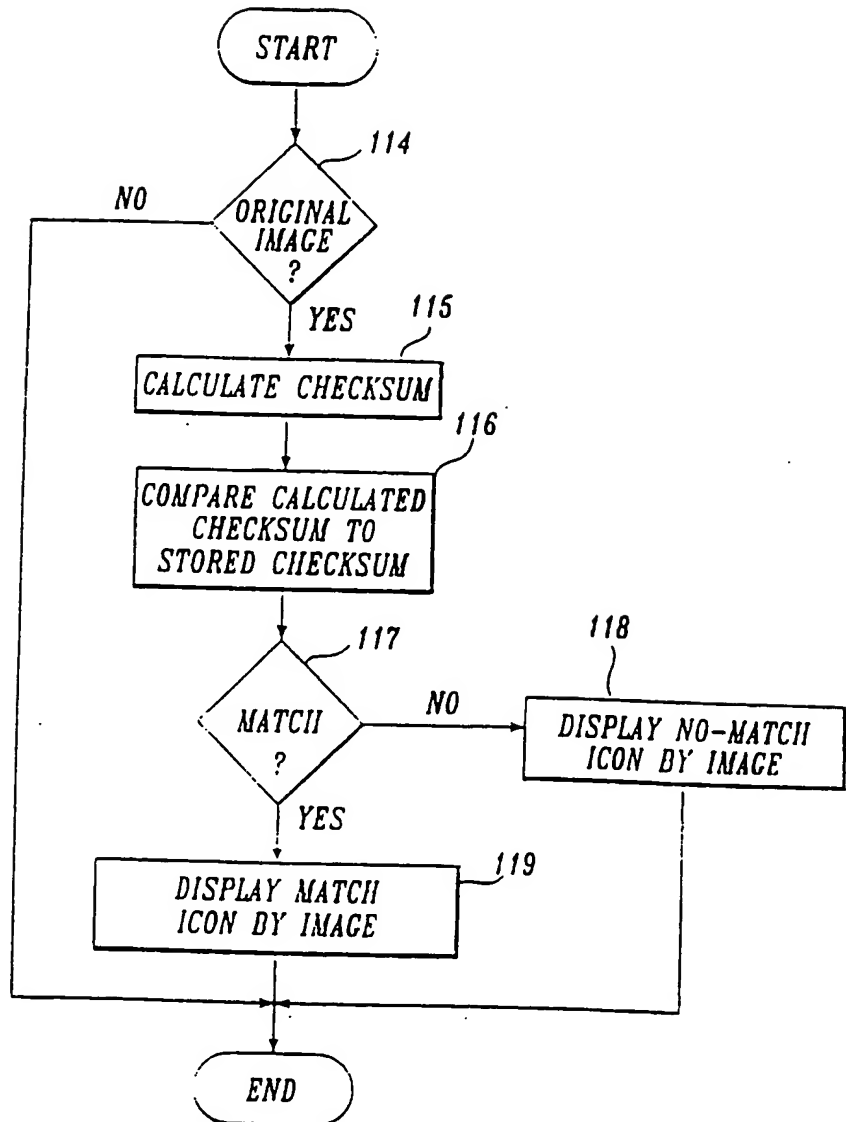 START
114
NO
ORIGINAL
IMAGE
?
YES
115
CALCULATE CHECKSUM
116
COMPARE CALCULATED
CHECKSUM TO
STORED CHECKSUM
117
MATCH
?
NO
118
DISPLAY NO-MATCH
ICON BY IMAGE
YES
119
DISPLAY MATCH
ICON BY IMAGE
END